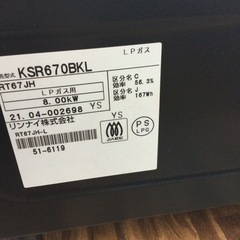 LPガス
型式 KSR670BKL
RT67JH
LPガス用
8.00kW
YS
21.04-002698 YS
リンナイ株式会社
RT67JH-L
51-6119
区分名 C
効率 56.3%
区分名 J
効率 167Wh
JIA
PS
LPG